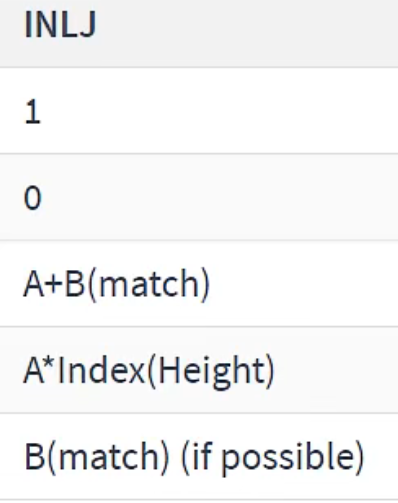 INLJ
1
0
A+B(match)
A*Index(Height)
B(match) (if possible)